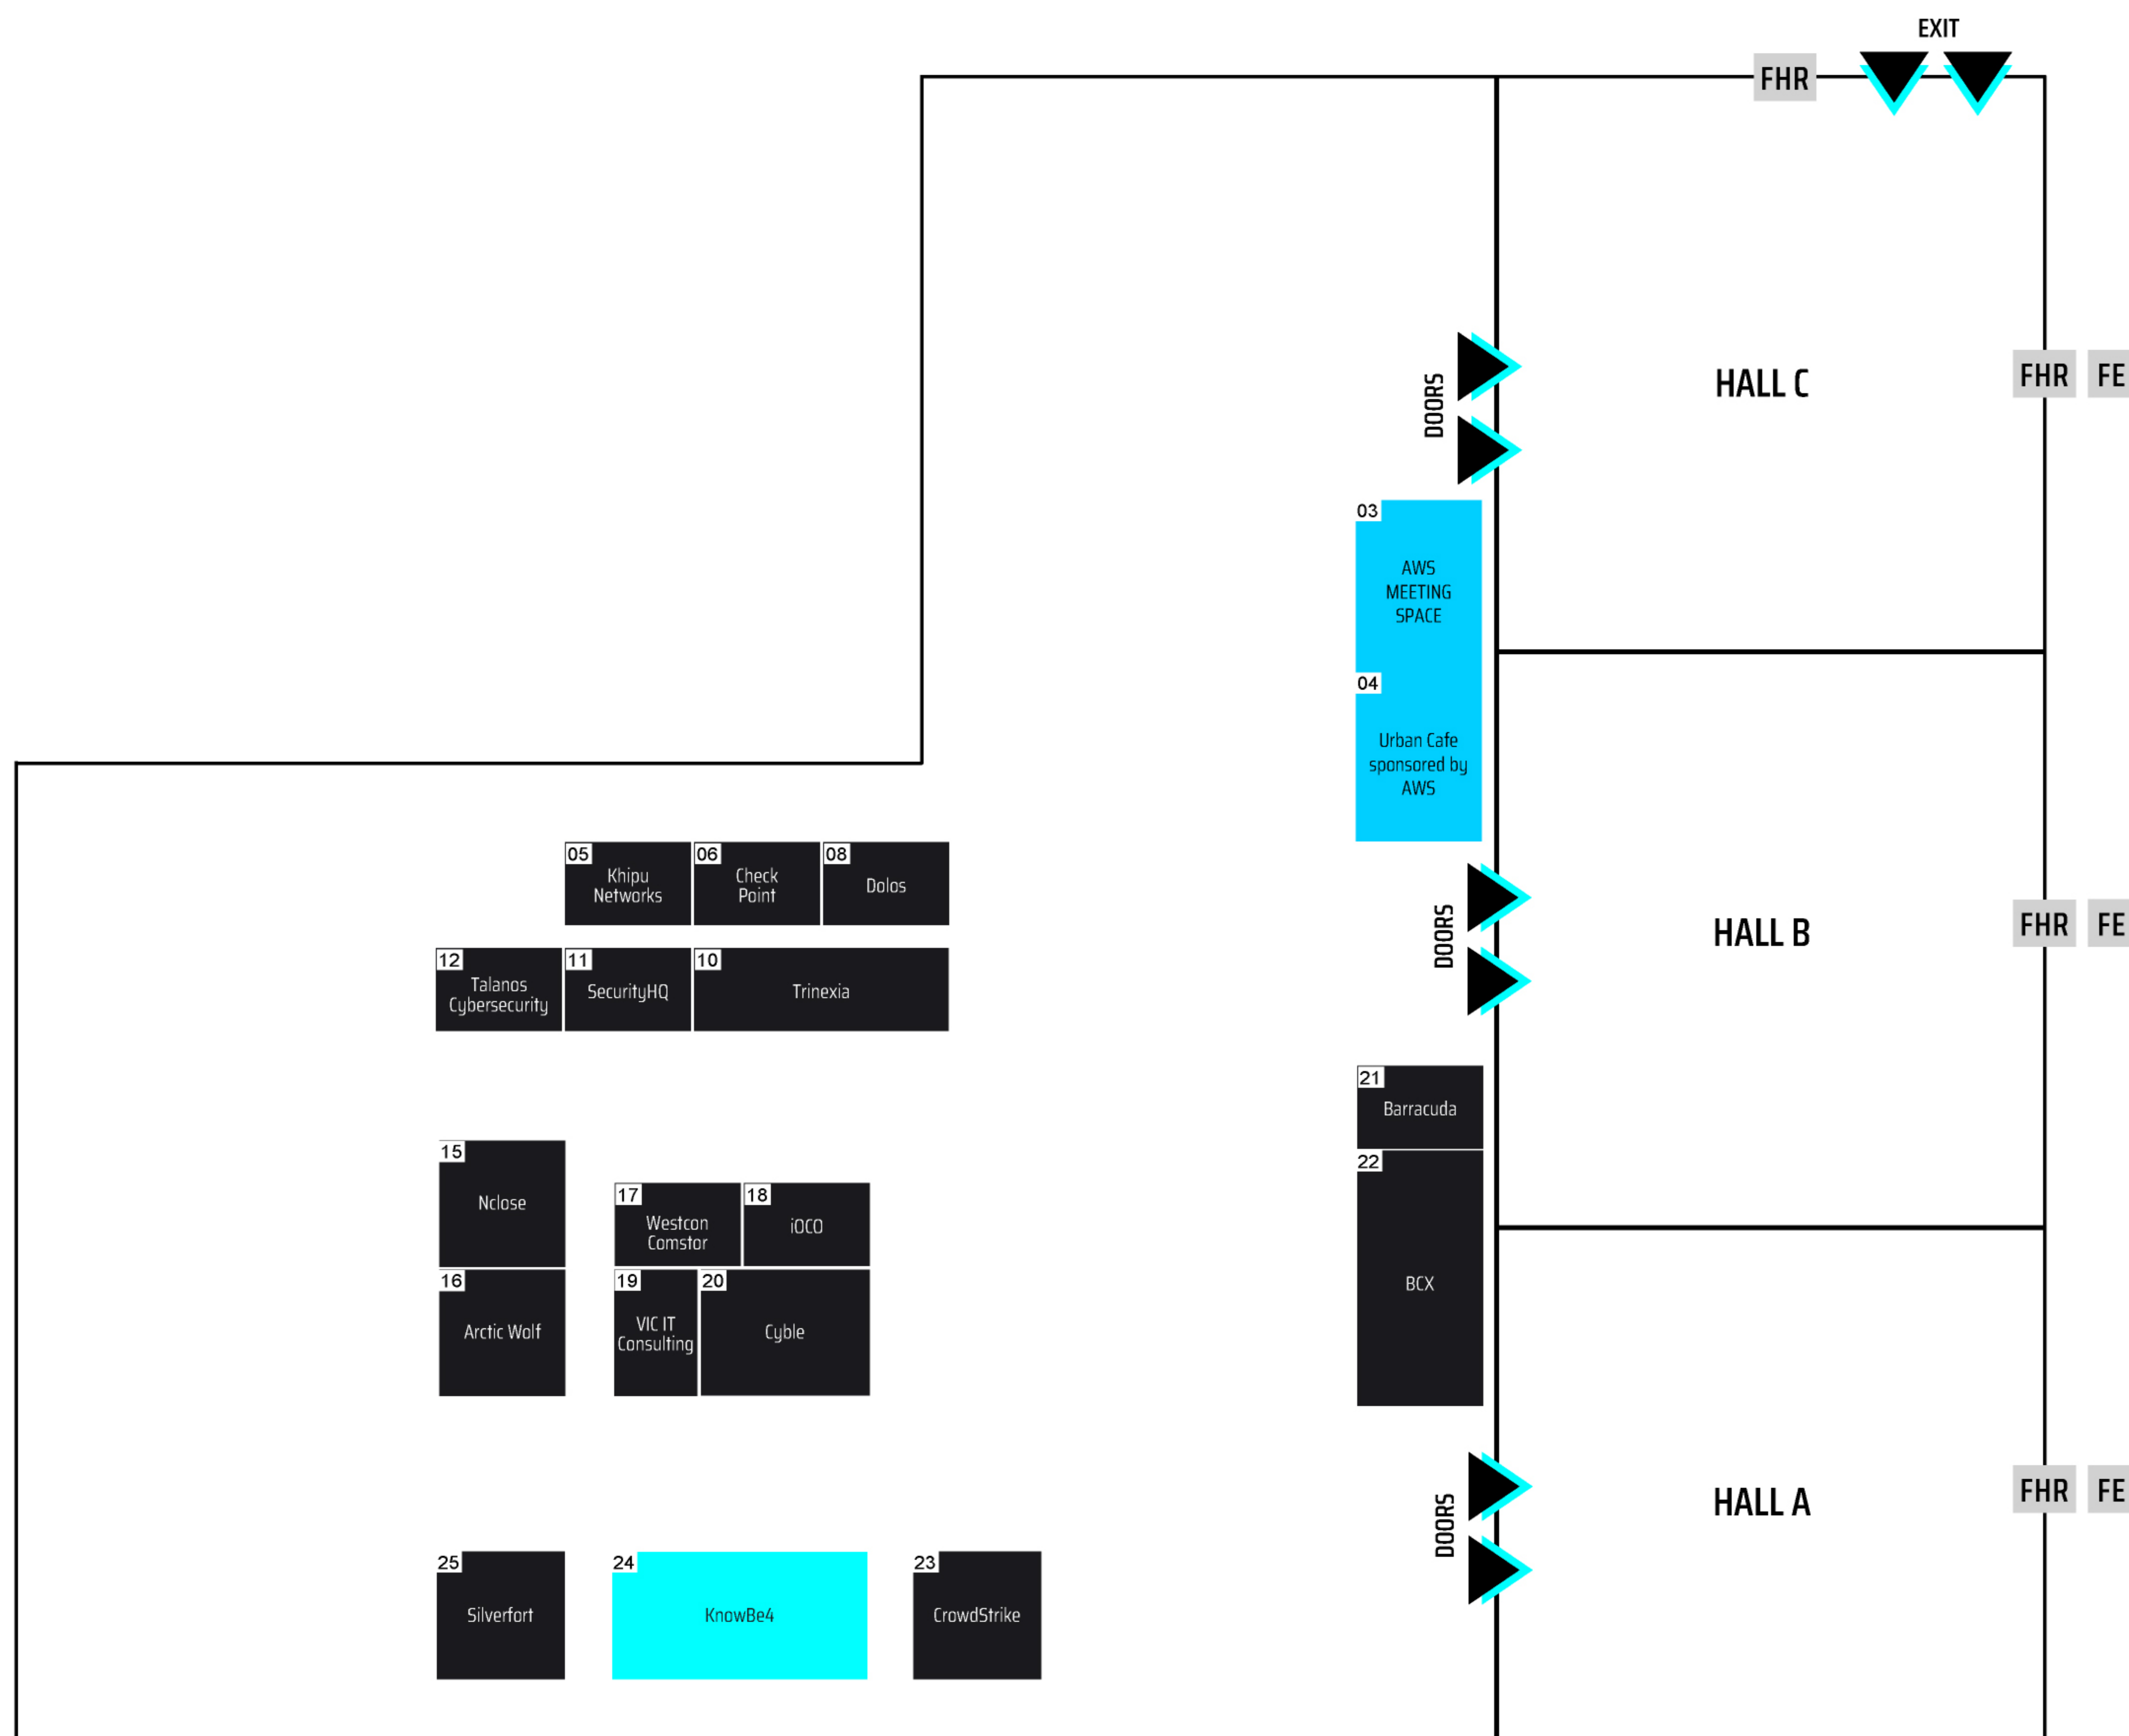 EXIT
FHR
DOORS
HALL C
FHR
FE
03
AWS
MEETING
SPACE
04
Urban Cafe
sponsored by
AWS
05
Khipu
Networks
06
Check
Point
08
Dolos
DOORS
HALL B
FHR
FE
12
Talanos
Cybersecurity
11
SecurityHQ
10
Trinexia
21
Barracuda
15
Nclose
22
BCX
17
Westcon
Comstor
18
iOCO
16
Arctic Wolf
19
VIC IT
Consulting
20
Cyble
DOORS
HALL A
FHR
FE
25
Silverfort
24
KnowBe4
23
CrowdStrike